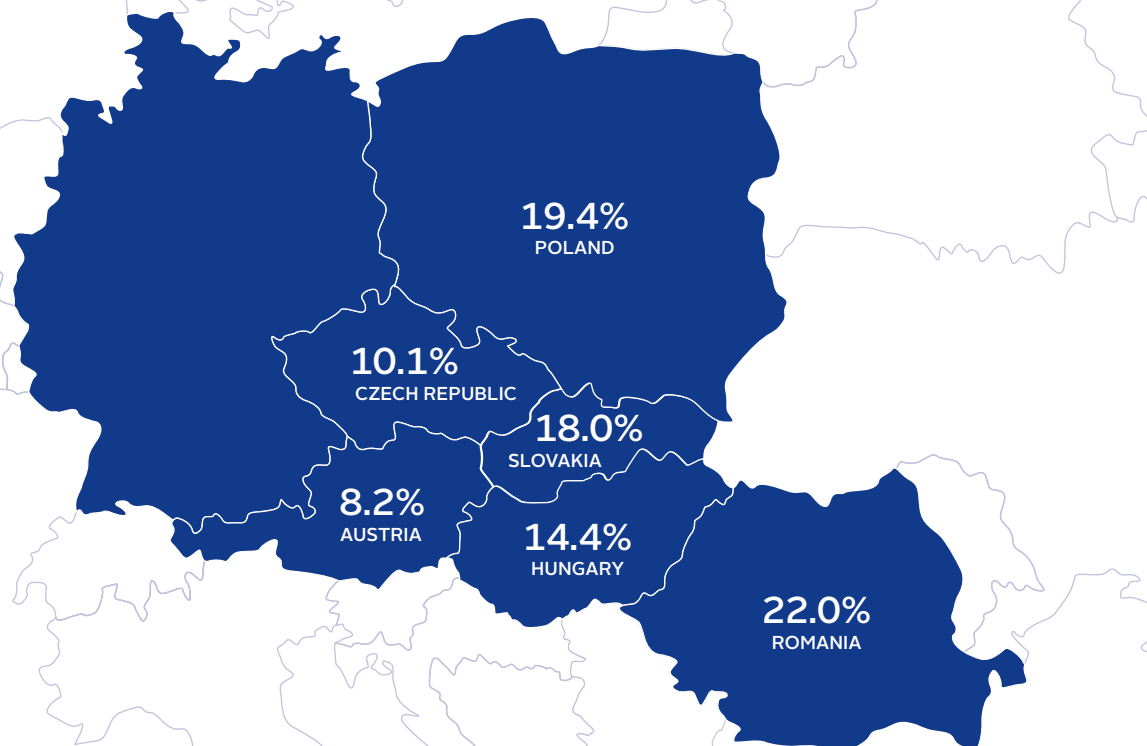 19.4%
POLAND
10.1%
CZECH REPUBLIC
18.0%
SLOVAKIA
8.2%
AUSTRIA
14.4%
HUNGARY
22.0%
ROMANIA